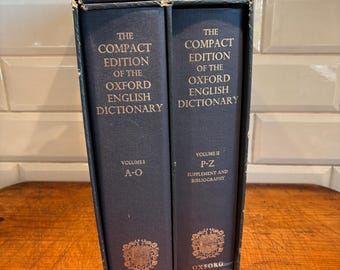 THE
COMPACT
EDITION
OF THE
OXFORD
ENGLISH
DICTIONARY
VOLUME I
A-O
THE
COMPACT
EDITION
OF THE
OXFORD
ENGLISH
DICTIONARY
VOLUME II
P-Z
SUPPLEMENT AND
BIBLIOGRAPHY
OXFORD